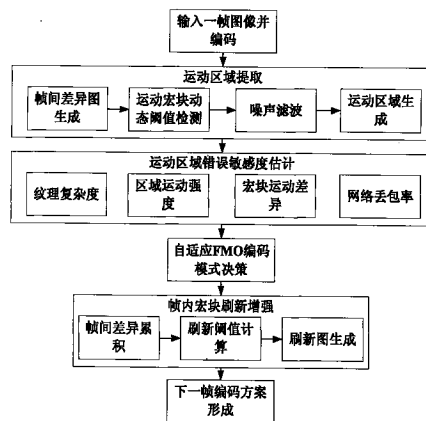 输入一帧图像并
编码
运动区域提取
帧间差异图
生成
运动宏块动
态阈值检测
噪声滤波
运动区域生
成
运动区域错误敏感度估计
纹理复杂度
区域运动强
度
宏块运动差
异
网络丢包率
自适应FMO编码
模式决策
帧内宏块刷新增强
帧间差异累
积
刷新阈值计
算
刷新图生成
下一帧编码方案
形成